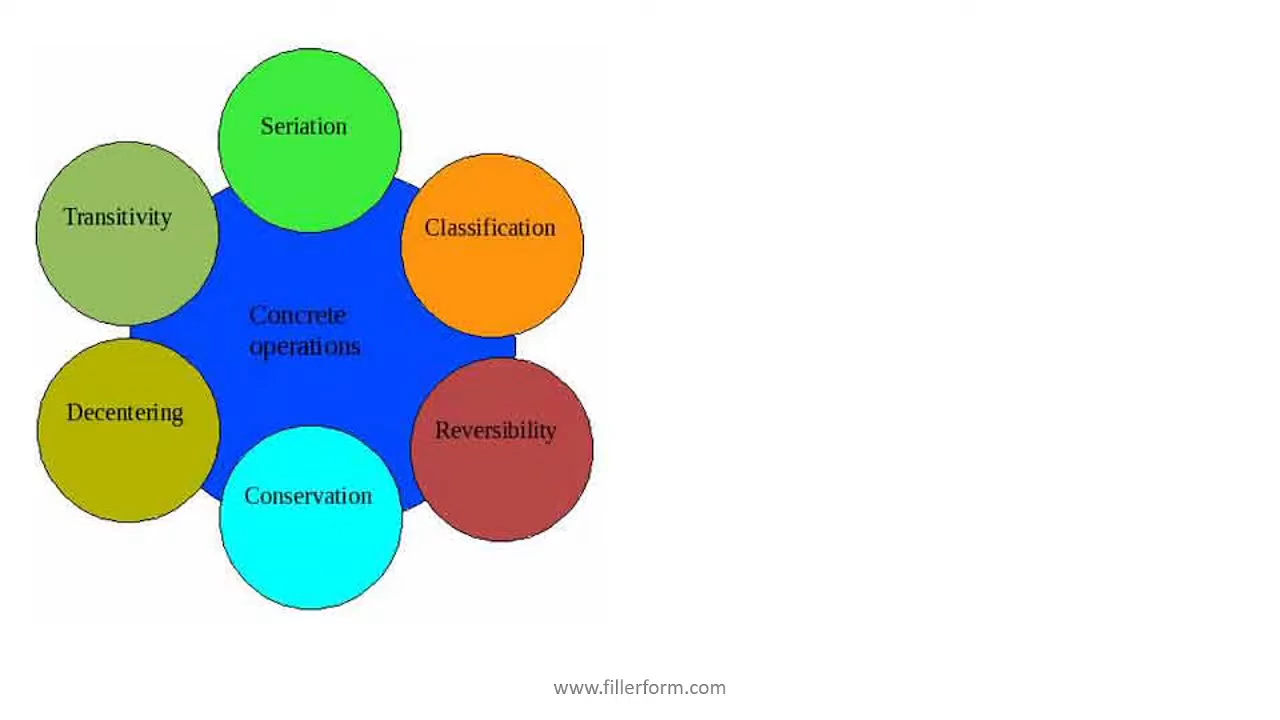 Seriation
Transitivity
Classification
Concrete
operations
Decentering
Reversibility
Conservation
www.fillerform.com